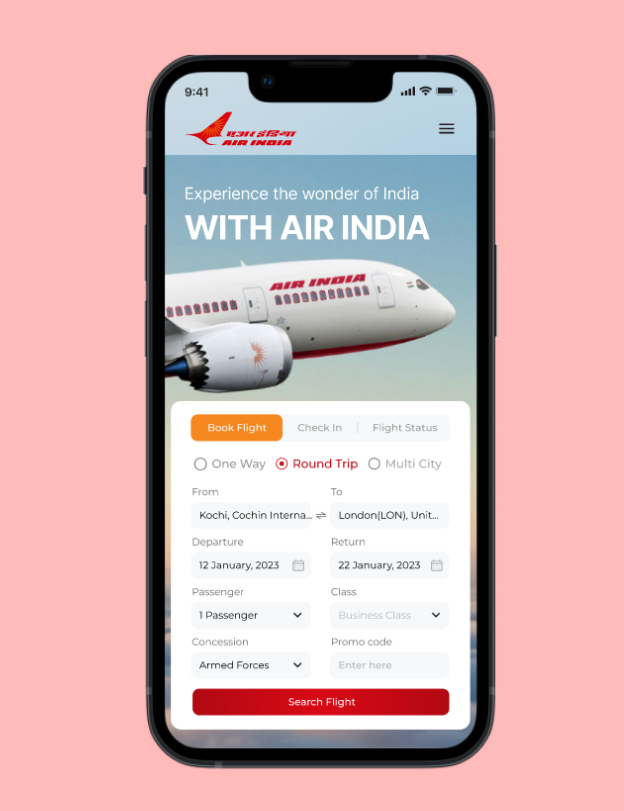 9:41
एअर इंडिया
AIR INDIA
Experience the wonder of India
WITH AIR INDIA
AIR INDIA
Book Flight Check In | Flight Status
One Way Round Trip Multi City
From To
Kochi, Cochin Interna... ⇌ London(LON), Unit...
Departure Return
12 January, 2023 22 January, 2023
Passenger Class
1 Passenger Business Class
Concession Promo code
Armed Forces Enter here
Search Flight